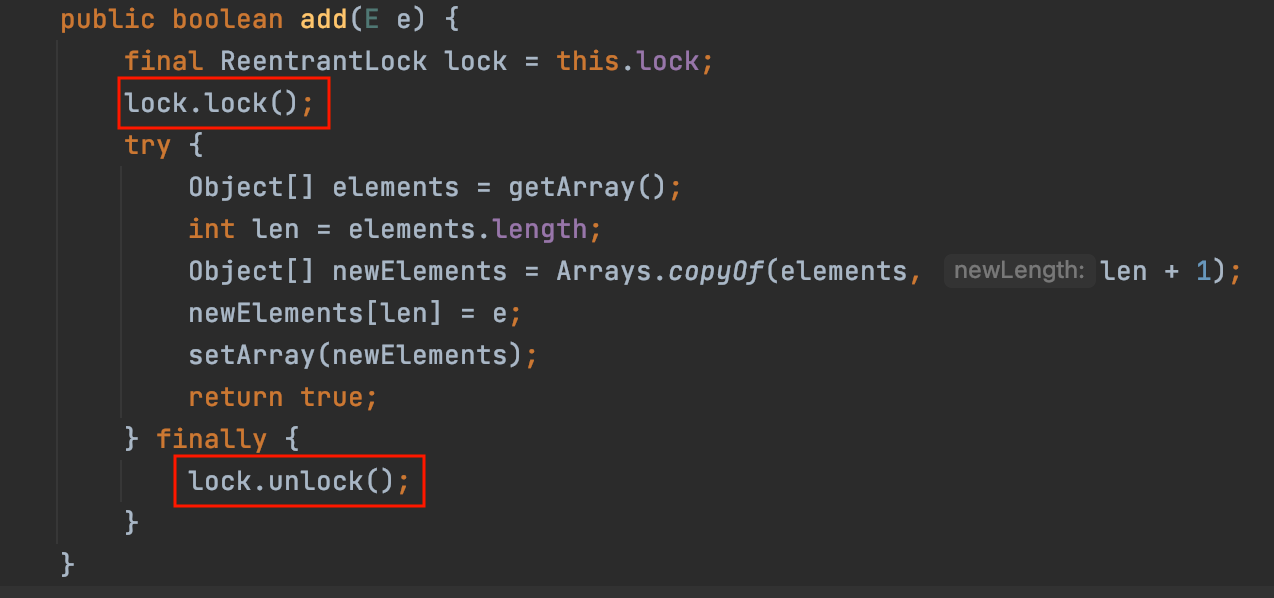 public boolean add(E e) {
final ReentrantLock lock = this.lock;
lock.lock();
try {
Object[] elements = getArray();
int len = elements.length;
Object[] newElements = Arrays.copyOf(elements, newLength: len + 1);
newElements[len] = e;
setArray(newElements);
return true;
} finally {
lock.unlock();
}
}